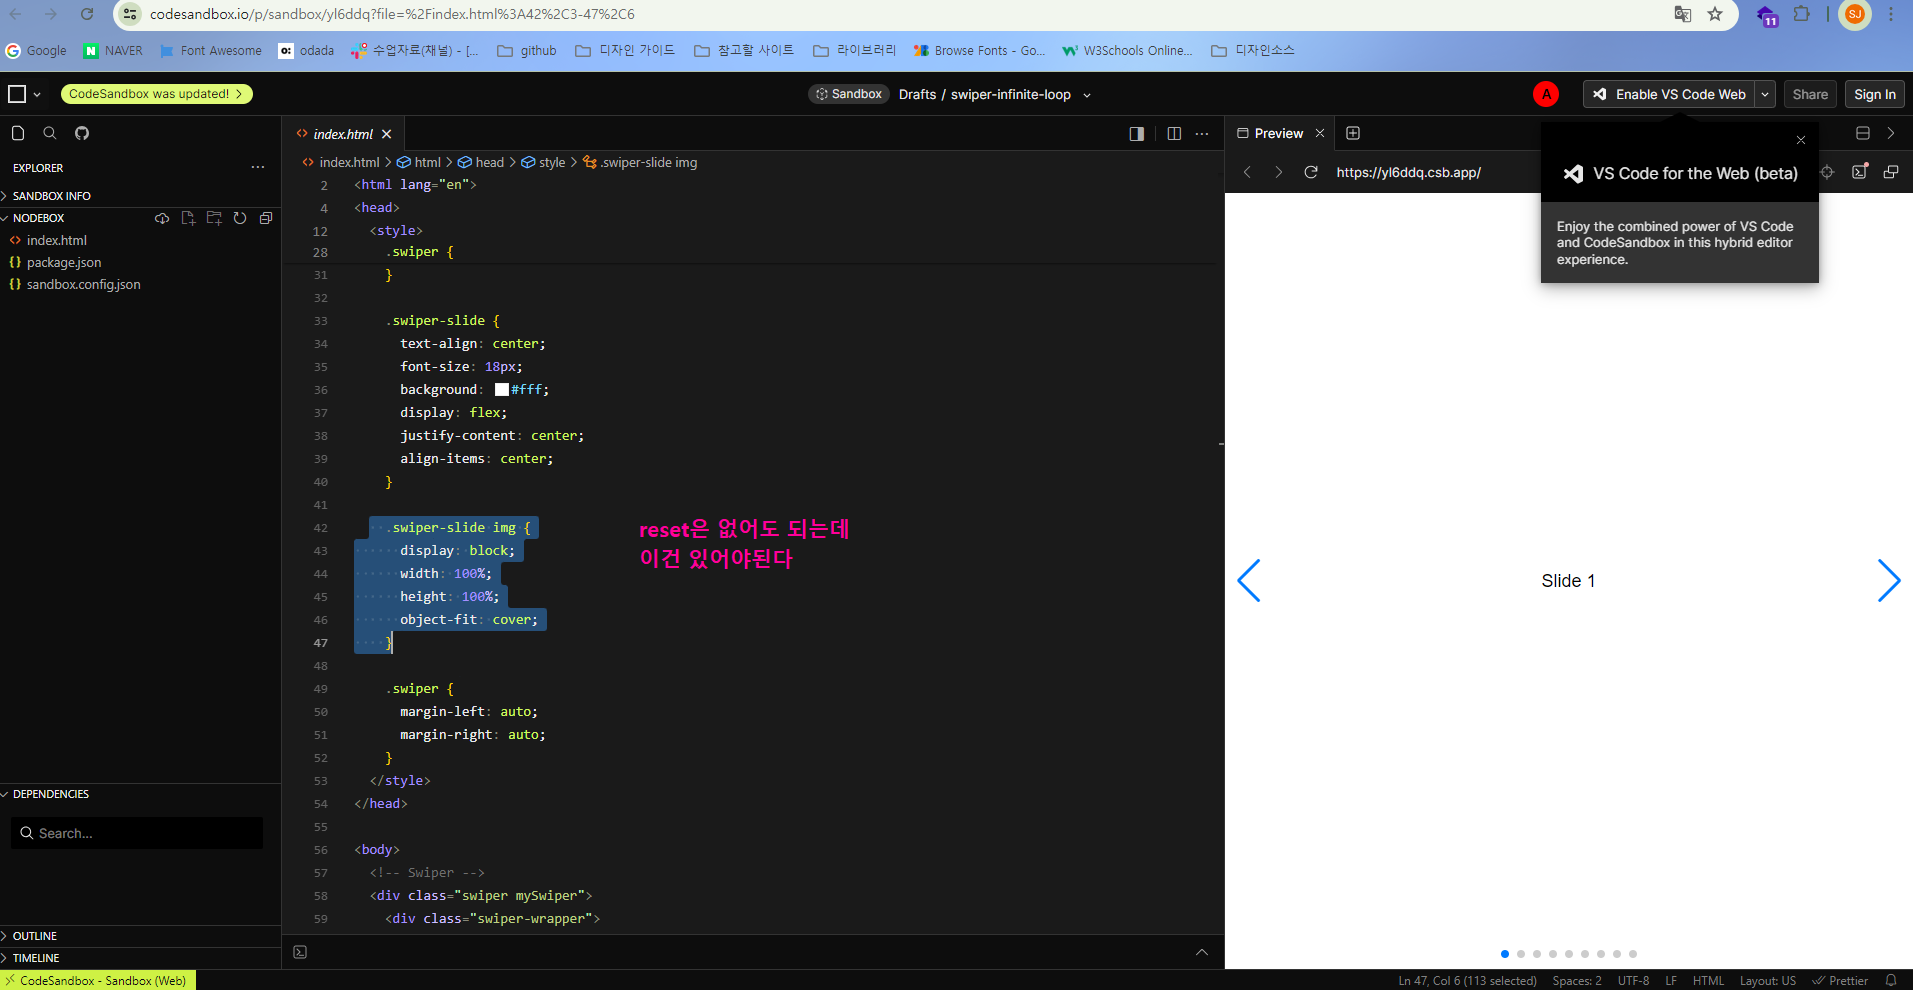 codesandbox.io/p/sandbox/yl6ddq?file=%2Findex.html%3A42%2C3-47%2C6
11
SJ
Google
NAVER
Font Awesome
o:
odada
수업자료(채널) - [...
github
디자인 가이드
참고할 사이트
라이브러리
Browse Fonts - Go...
W3Schools Online...
디자인소스
CodeSandbox was updated!
Sandbox
Drafts / swiper-infinite-loop
A
Enable VS Code Web
Share
Sign In
EXPLORER
SANDBOX INFO
NODEBOX
index.html
package.json
sandbox.config.json
DEPENDENCIES
Search...
OUTLINE
TIMELINE
index.html
index.html > html > head > style > .swiper-slide img
2 <html lang="en">
4 <head>
12 <style>
28 .swiper {
31 }
32
33 .swiper-slide {
34 text-align: center;
35 font-size: 18px;
36 background: #fff;
37 display: flex;
38 justify-content: center;
39 align-items: center;
40 }
41
42 .swiper-slide img {
43 display: block;
44 width: 100%;
45 height: 100%;
46 object-fit: cover;
47 }
48
49 .swiper {
50 margin-left: auto;
51 margin-right: auto;
52 }
53 </style>
54 </head>
55
56 <body>
57 <!-- Swiper -->
58 <div class="swiper mySwiper">
59 <div class="swiper-wrapper">
reset은 없어도 되는데
이건 있어야된다
Preview
https://yl6ddq.csb.app/
VS Code for the Web (beta)
Enjoy the combined power of VS Code
and CodeSandbox in this hybrid editor
experience.
Slide 1
CodeSandbox - Sandbox (Web)
Ln 47, Col 6 (113 selected)
Spaces: 2
UTF-8
LF
HTML
Layout: US
Prettier